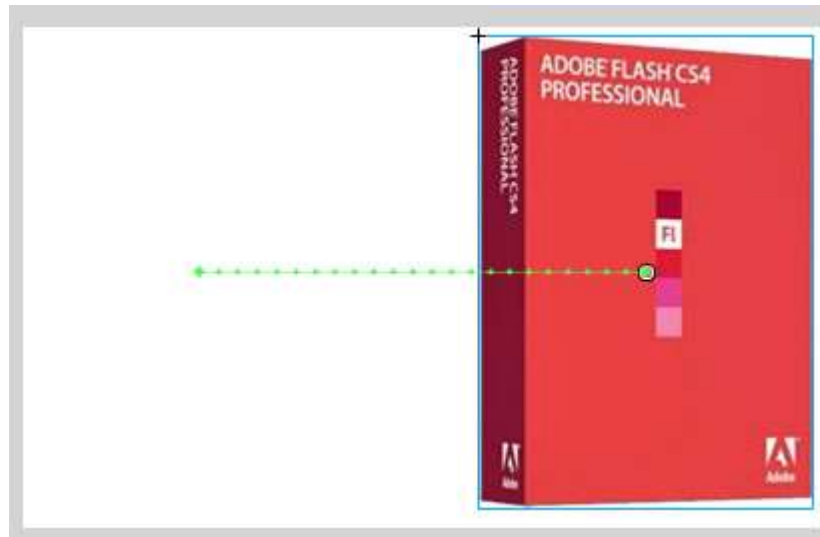 ADOBE FLASH CS4
PROFESSIONAL
ADOBE FLASH CS4
PROFESSIONAL
Fl
Adobe
Adobe